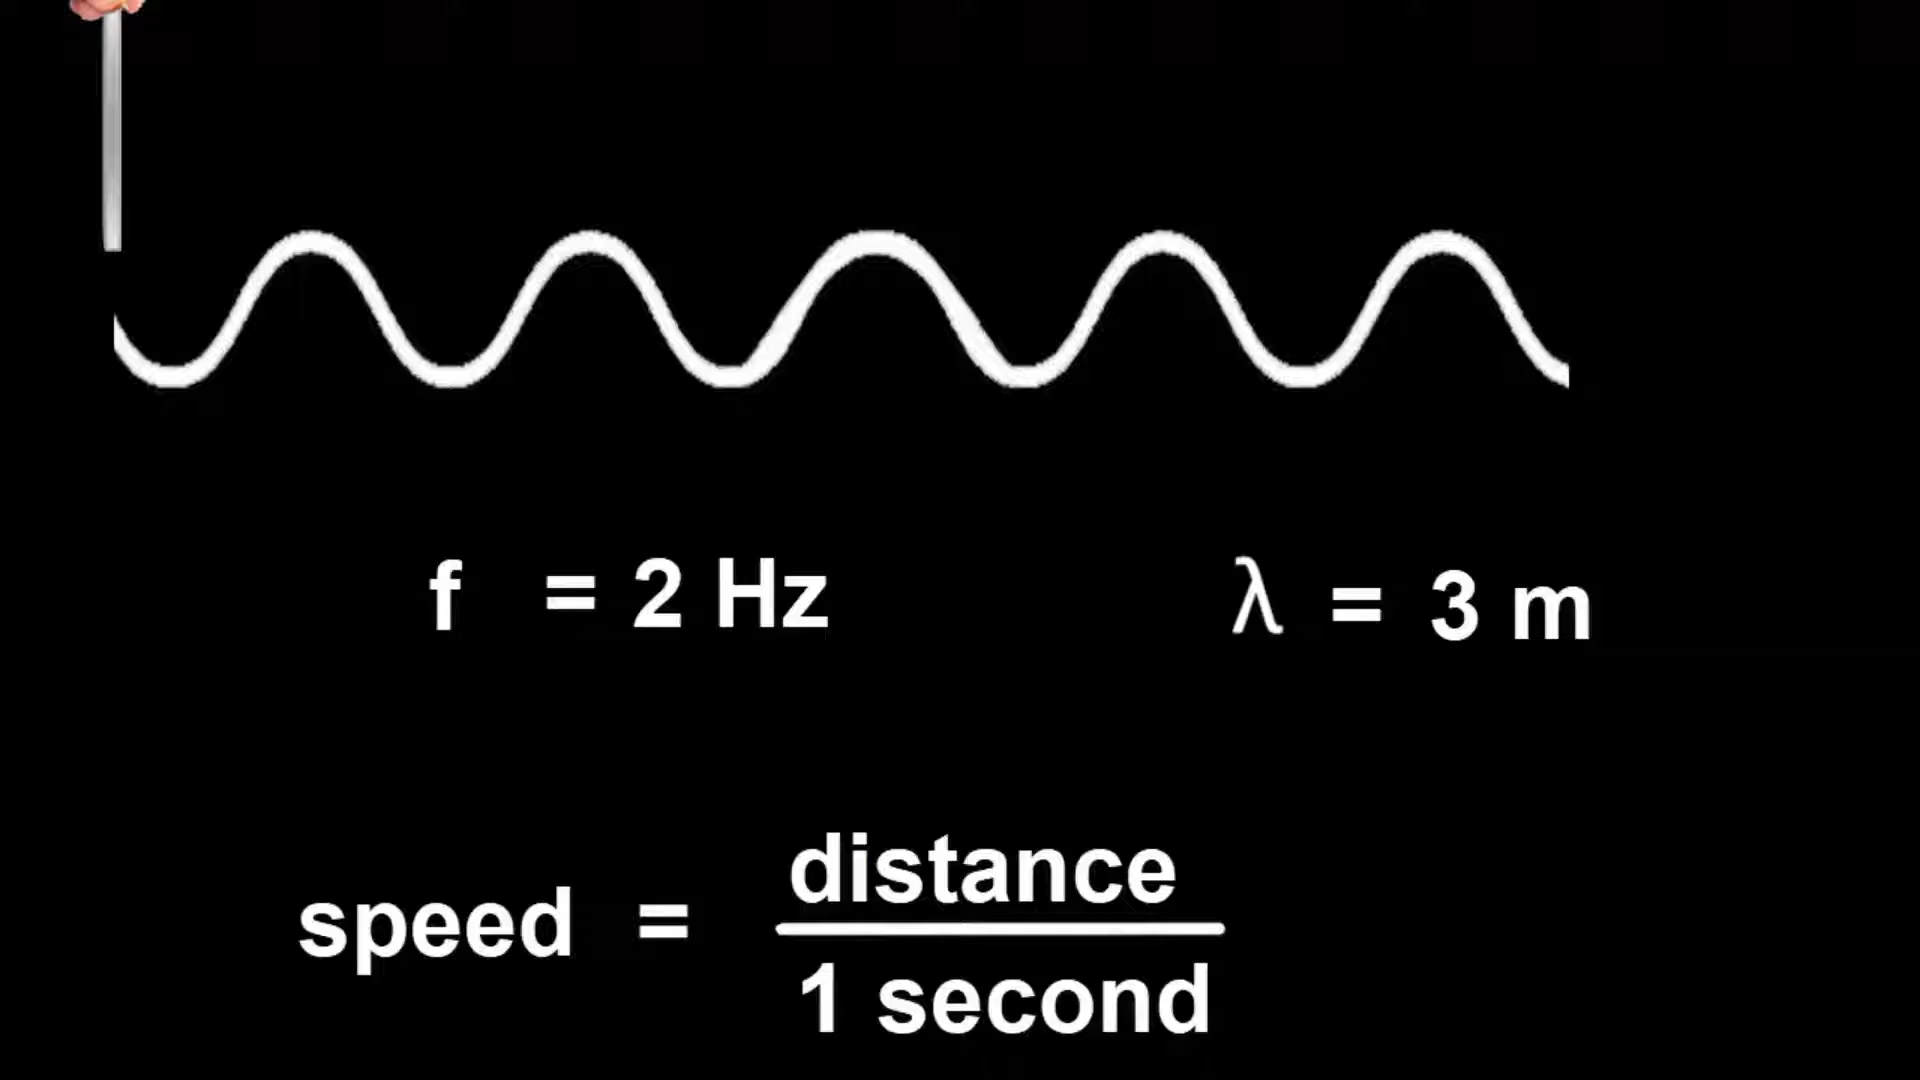 f = 2 Hz
λ = 3 m
speed = distance
1 second